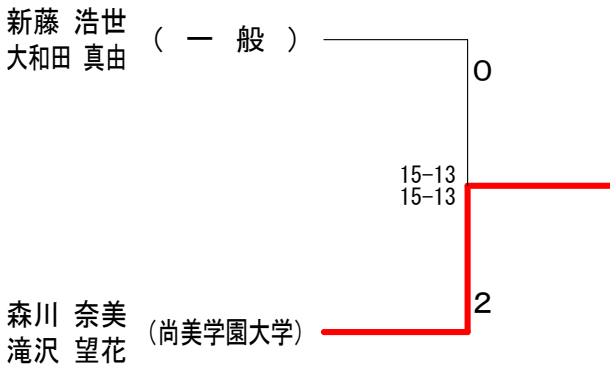 新藤 浩世
大和田 真由
( 一 般 )
0
15-13
15-13
2
森川 奈美
滝沢 望花
(尚美学園大学)